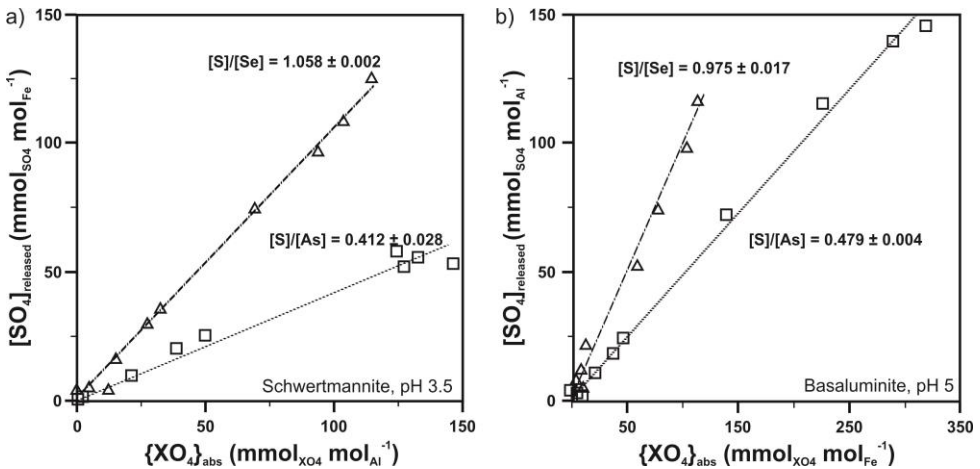 a)
150
100
50
0
[SO4]released (mmolSO4 molFe-1)
[S]/[Se] = 1.058 ± 0.002
[S]/[As] = 0.412 ± 0.028
Schwertmannite, pH 3.5
0 50 100 150
{XO4}abs (mmolXO4 molAl-1)
b)
150
100
50
0
[SO4]released (mmolSO4 molAl-1)
[S]/[Se] = 0.975 ± 0.017
[S]/[As] = 0.479 ± 0.004
Basaluminite, pH 5
50 150 250 350
{XO4}abs (mmolXO4 molFe-1)